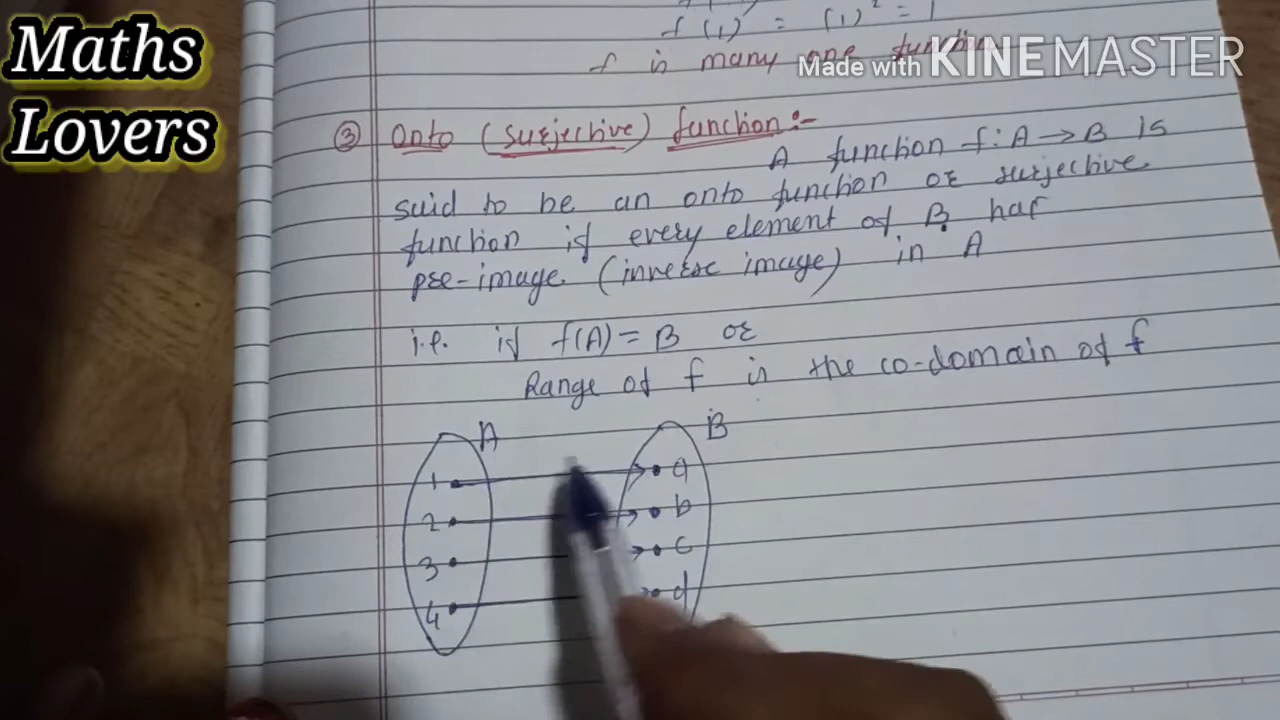 Maths
Lovers
f(1) = (1)² = 1
f is many one function
Made with KINEMASTER
③ Onto (Surjective) function:-
A function f: A → B is
said to be an onto function or surjective
function if every element of B has
pre-image (inverse image) in A
i.e. if f(A) = B or
Range of f is the co-domain of f
A B
1 a
2 b
3 c
4 d